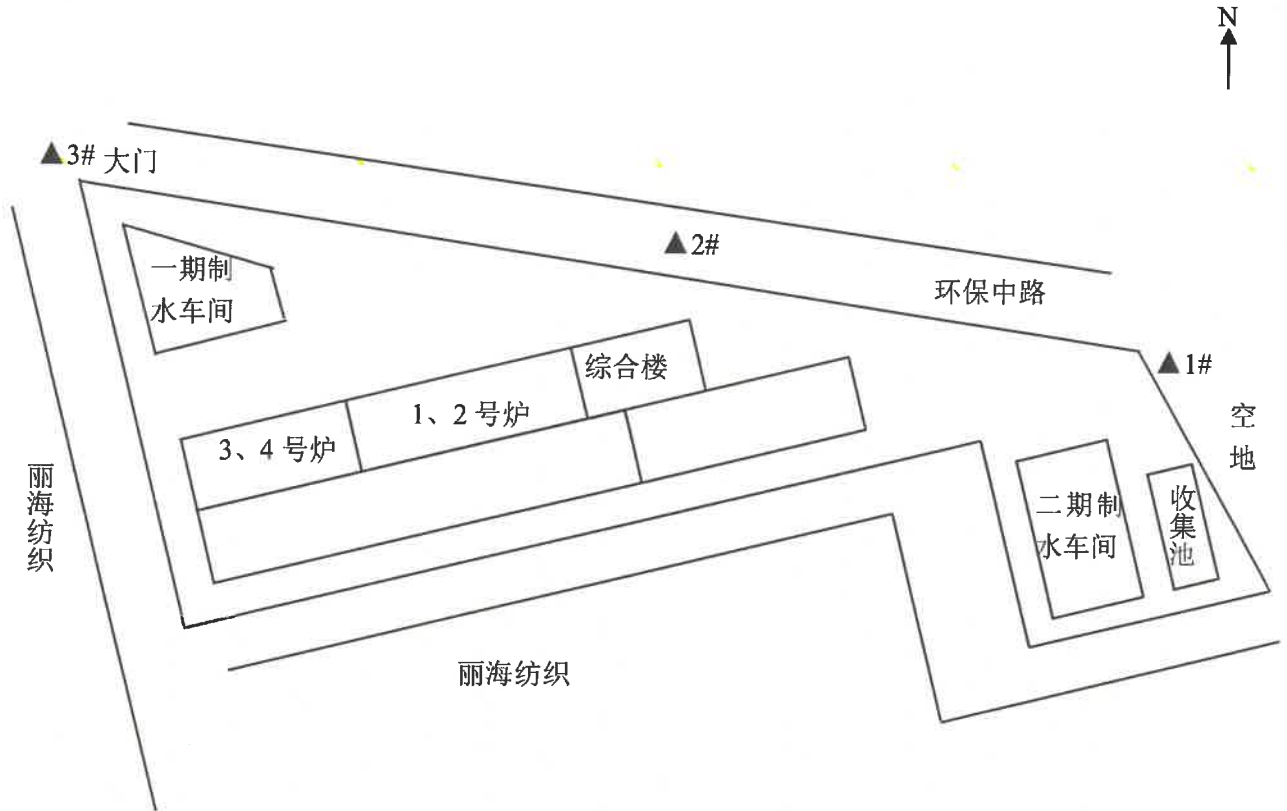 N
▲3# 大门
▲2#
一期制
水车间
环保中路
▲1#
综合楼
1、2 号炉
3、4 号炉
空地
丽海纺织
二期制
水车间
收集池
丽海纺织